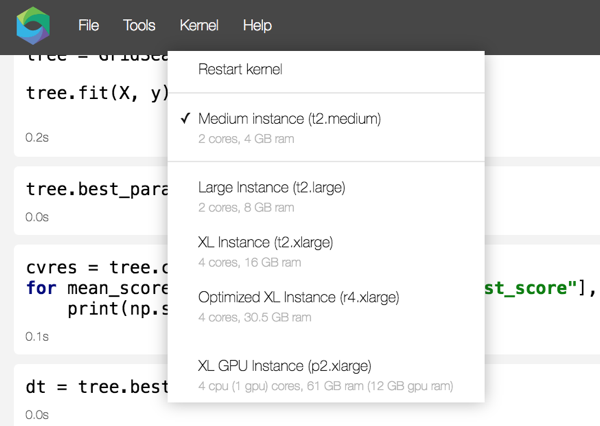 File Tools Kernel Help
tree = GridSea
Restart kernel
tree.fit(X, y)
0.2s
✓ Medium instance (t2.medium)
2 cores, 4 GB ram
tree.best_para
0.0s
Large Instance (t2.large)
2 cores, 8 GB ram
XL Instance (t2.xlarge)
4 cores, 16 GB ram
cvres = tree.c
for mean_score st_score"],
print(np.s
0.1s
Optimized XL Instance (r4.xlarge)
4 cores, 30.5 GB ram
XL GPU Instance (p2.xlarge)
4 cpu (1 gpu) cores, 61 GB ram (12 GB gpu ram)
dt = tree.best
0.0s